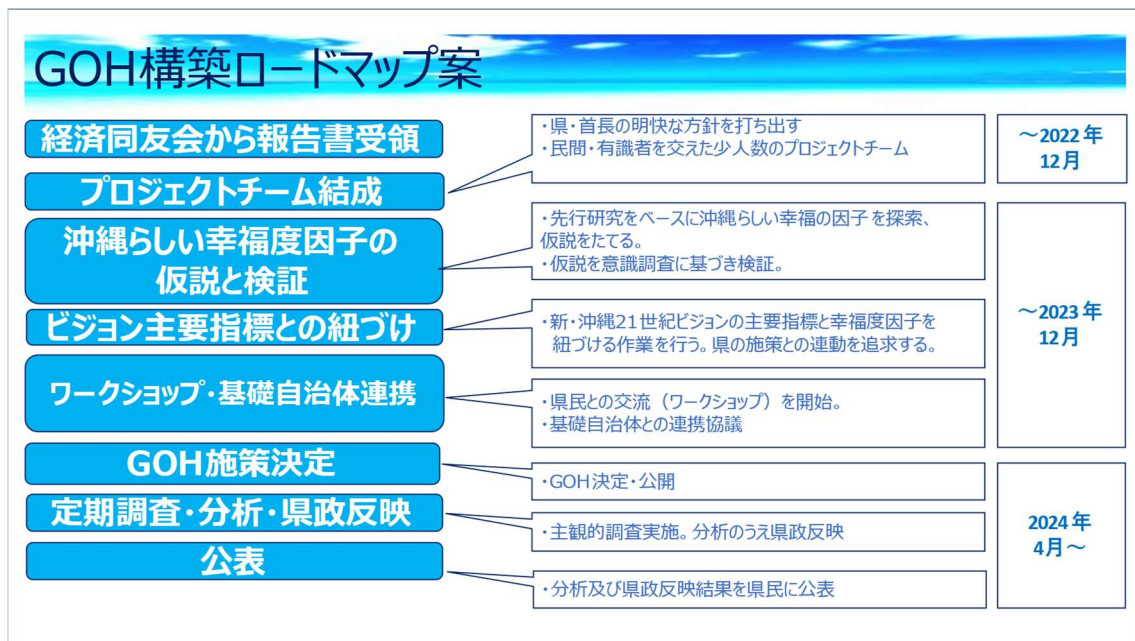 GOH構築ロードマップ案
経済同友会から報告書受領
プロジェクトチーム結成
・県・首長の明快な方針を打ち出す
・民間・有識者を交えた少人数のプロジェクトチーム
～2022年
12月
沖縄らしい幸福度因子の
仮説と検証
・先行研究をベースに沖縄らしい幸福の因子を探索、
仮説をたてる。
・仮説を意識調査に基づき検証。
ビジョン主要指標との紐づけ
・新・沖縄21世紀ビジョンの主要指標と幸福度因子を
紐づける作業を行う。県の施策との連動を追求する。
～2023年
12月
ワークショップ・基礎自治体連携
・県民との交流（ワークショップ）を開始。
・基礎自治体との連携協議
GOH施策決定
・GOH決定・公開
定期調査・分析・県政反映
・主観的調査実施。分析のうえ県政反映
2024年
4月～
公表
・分析及び県政反映結果を県民に公表